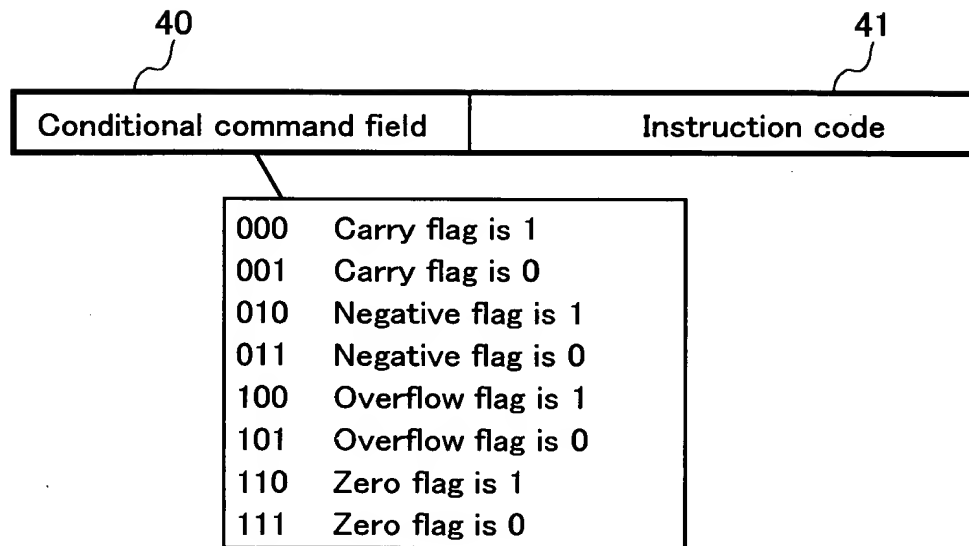 40 41
Conditional command field Instruction code
000 Carry flag is 1
001 Carry flag is 0
010 Negative flag is 1
011 Negative flag is 0
100 Overflow flag is 1
101 Overflow flag is 0
110 Zero flag is 1
111 Zero flag is 0